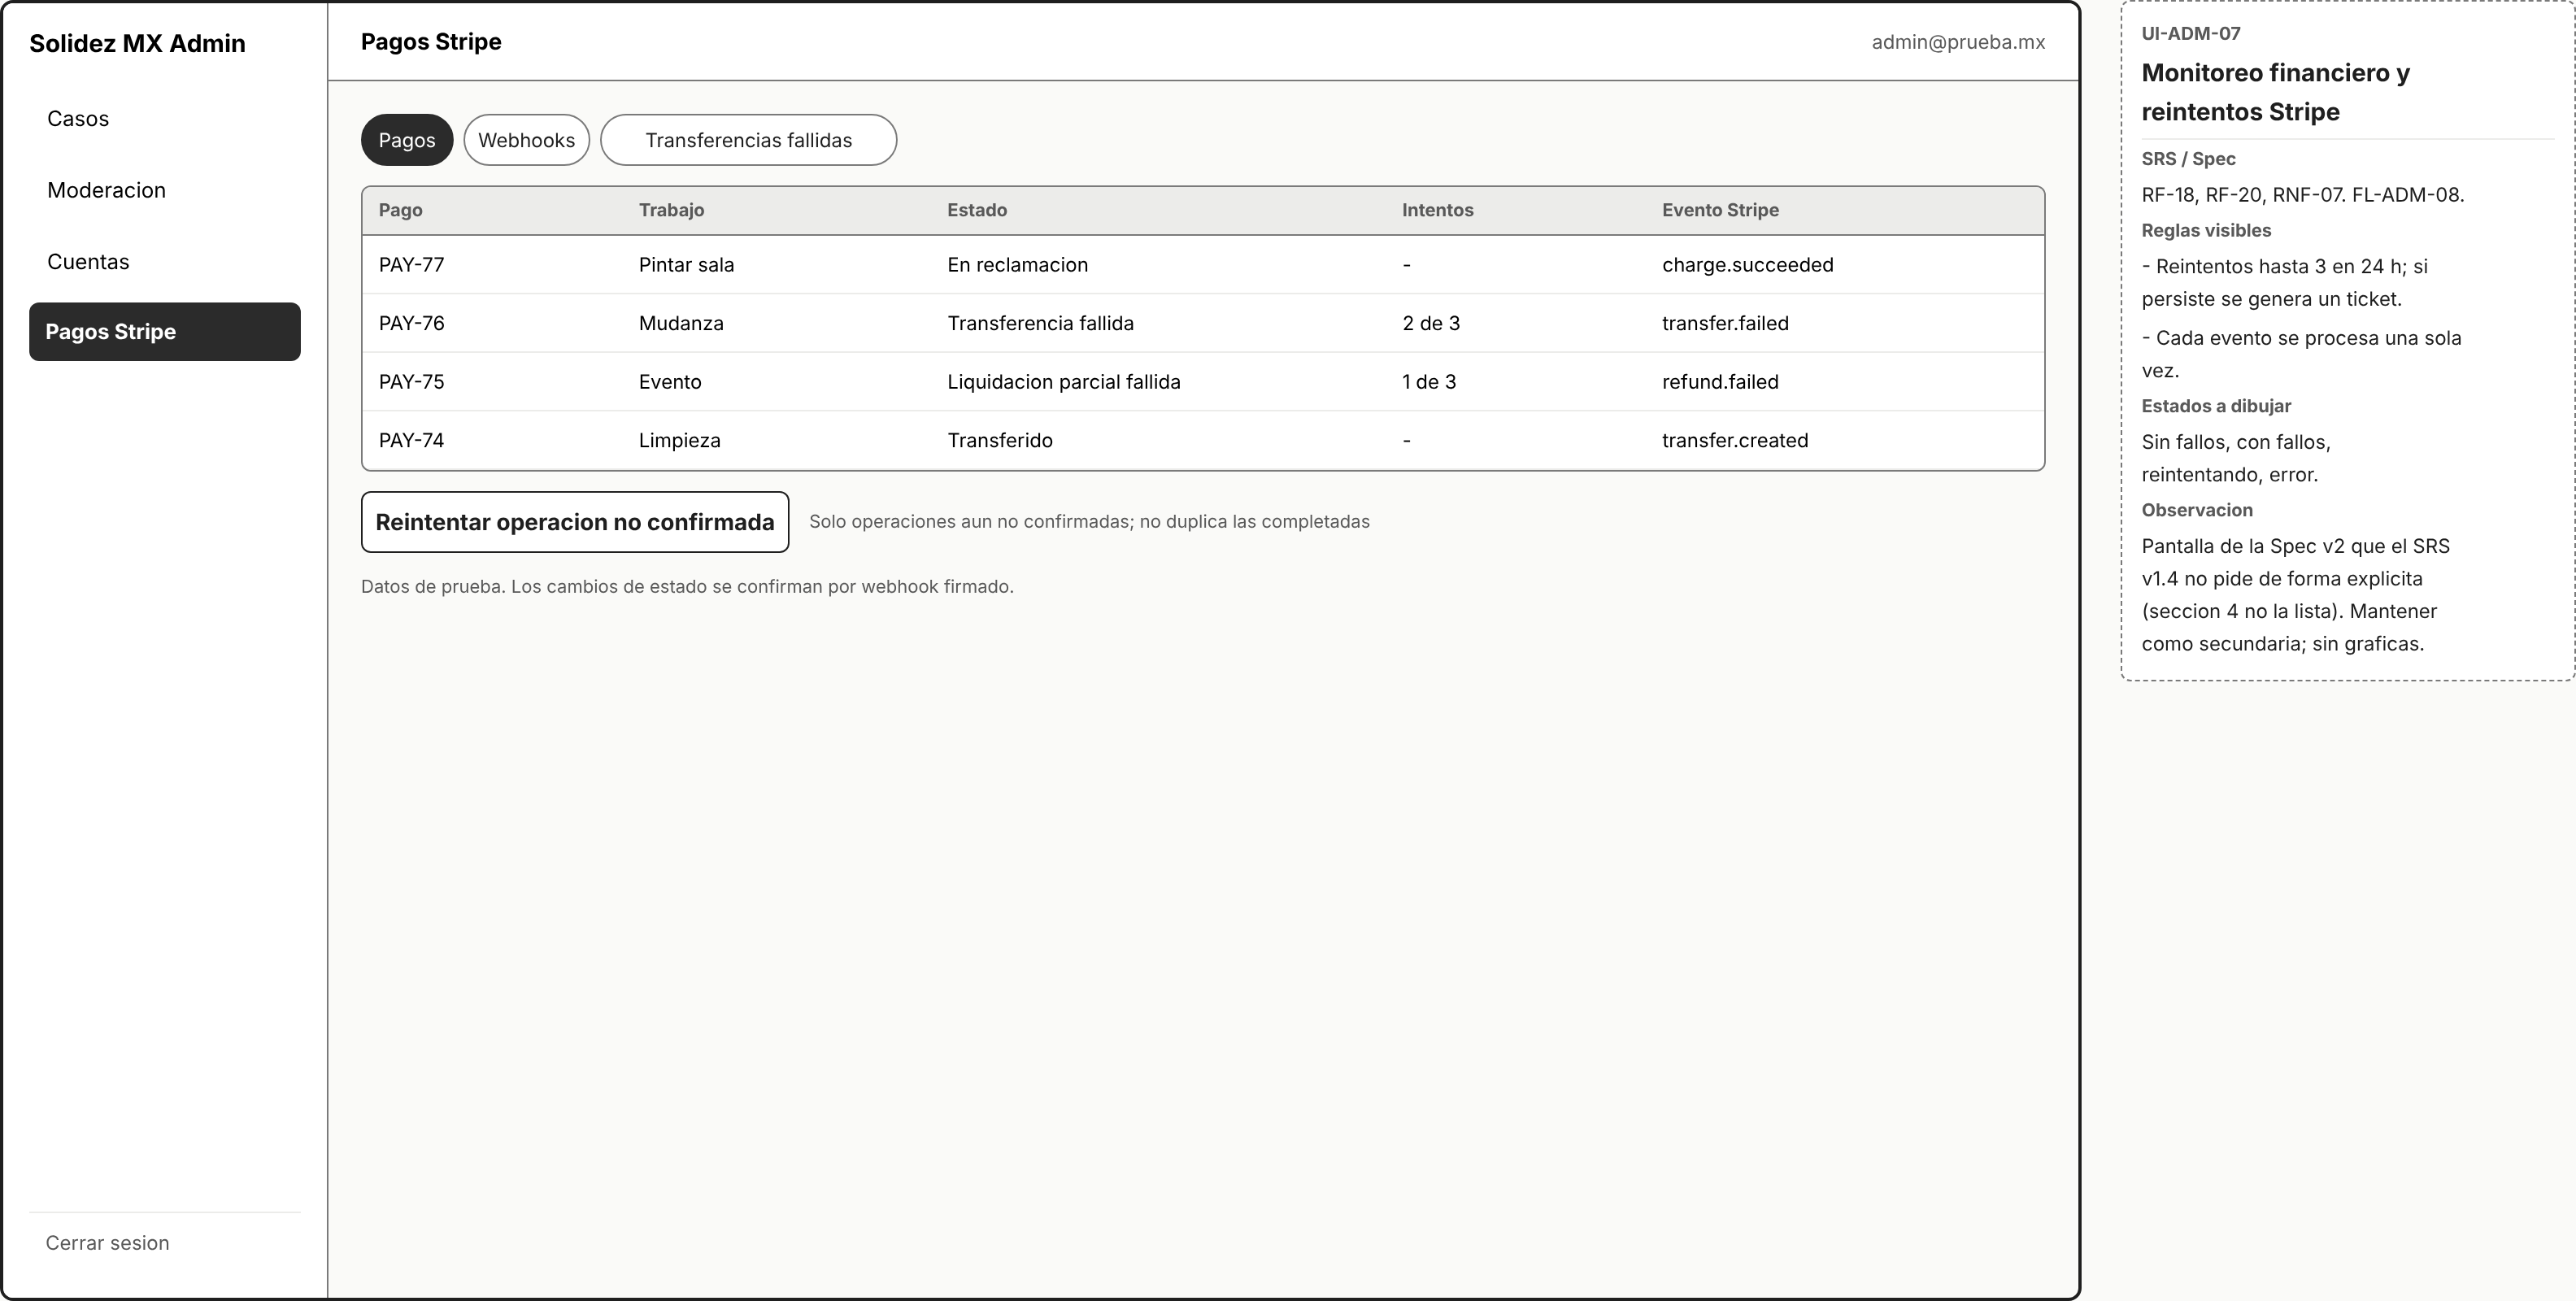 Solidez MX Admin
Casos
Moderacion
Cuentas
Pagos Stripe
Cerrar sesion
Pagos Stripe
admin@prueba.mx
Pagos
Webhooks
Transferencias fallidas
Pago Trabajo Estado Intentos Evento Stripe
PAY-77 Pintar sala En reclamacion - charge.succeeded
PAY-76 Mudanza Transferencia fallida 2 de 3 transfer.failed
PAY-75 Evento Liquidacion parcial fallida 1 de 3 refund.failed
PAY-74 Limpieza Transferido - transfer.created
Reintentar operacion no confirmada
Solo operaciones aun no confirmadas; no duplica las completadas
Datos de prueba. Los cambios de estado se confirman por webhook firmado.
UI-ADM-07
Monitoreo financiero y
reintentos Stripe
SRS / Spec
RF-18, RF-20, RNF-07. FL-ADM-08.
Reglas visibles
- Reintentos hasta 3 en 24 h; si
persiste se genera un ticket.
- Cada evento se procesa una sola
vez.
Estados a dibujar
Sin fallos, con fallos,
reintentando, error.
Observacion
Pantalla de la Spec v2 que el SRS
v1.4 no pide de forma explicita
(seccion 4 no la lista). Mantener
como secundaria; sin graficas.